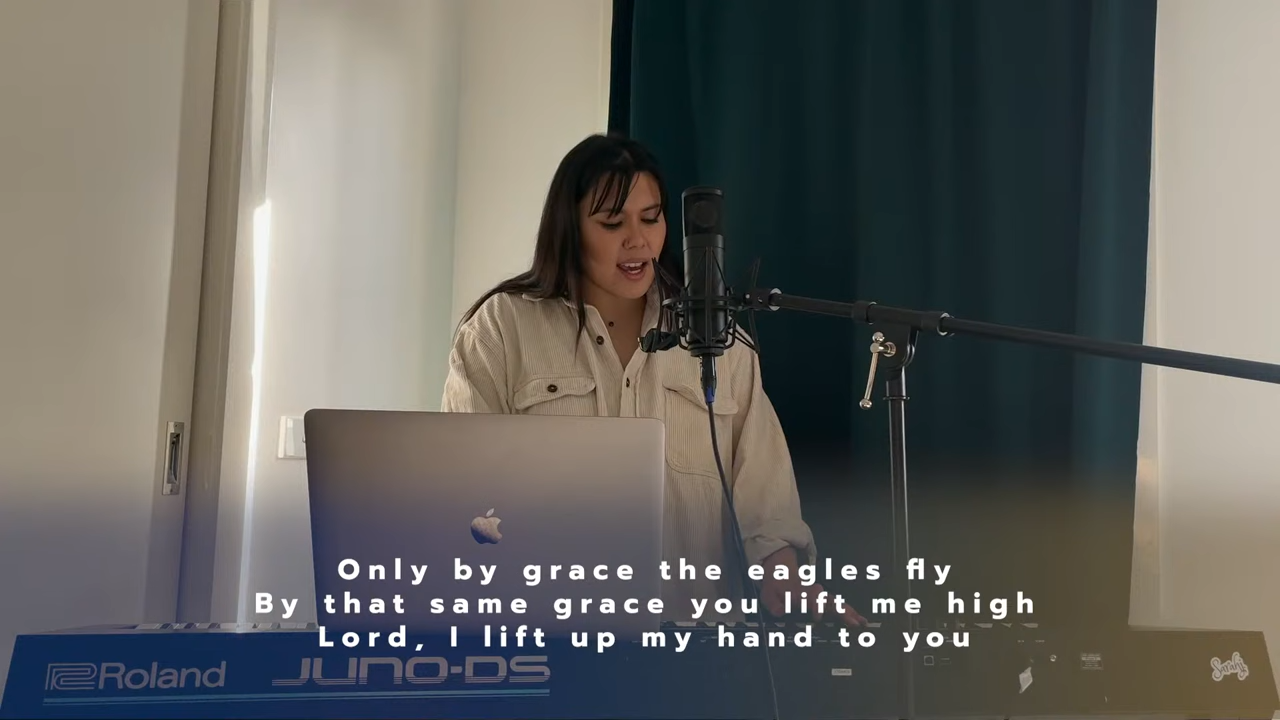 Only by grace the eagles fly
By that same grace you lift me high
Lord, I lift up my hand to you
Roland JUNO-DS
Sarahj